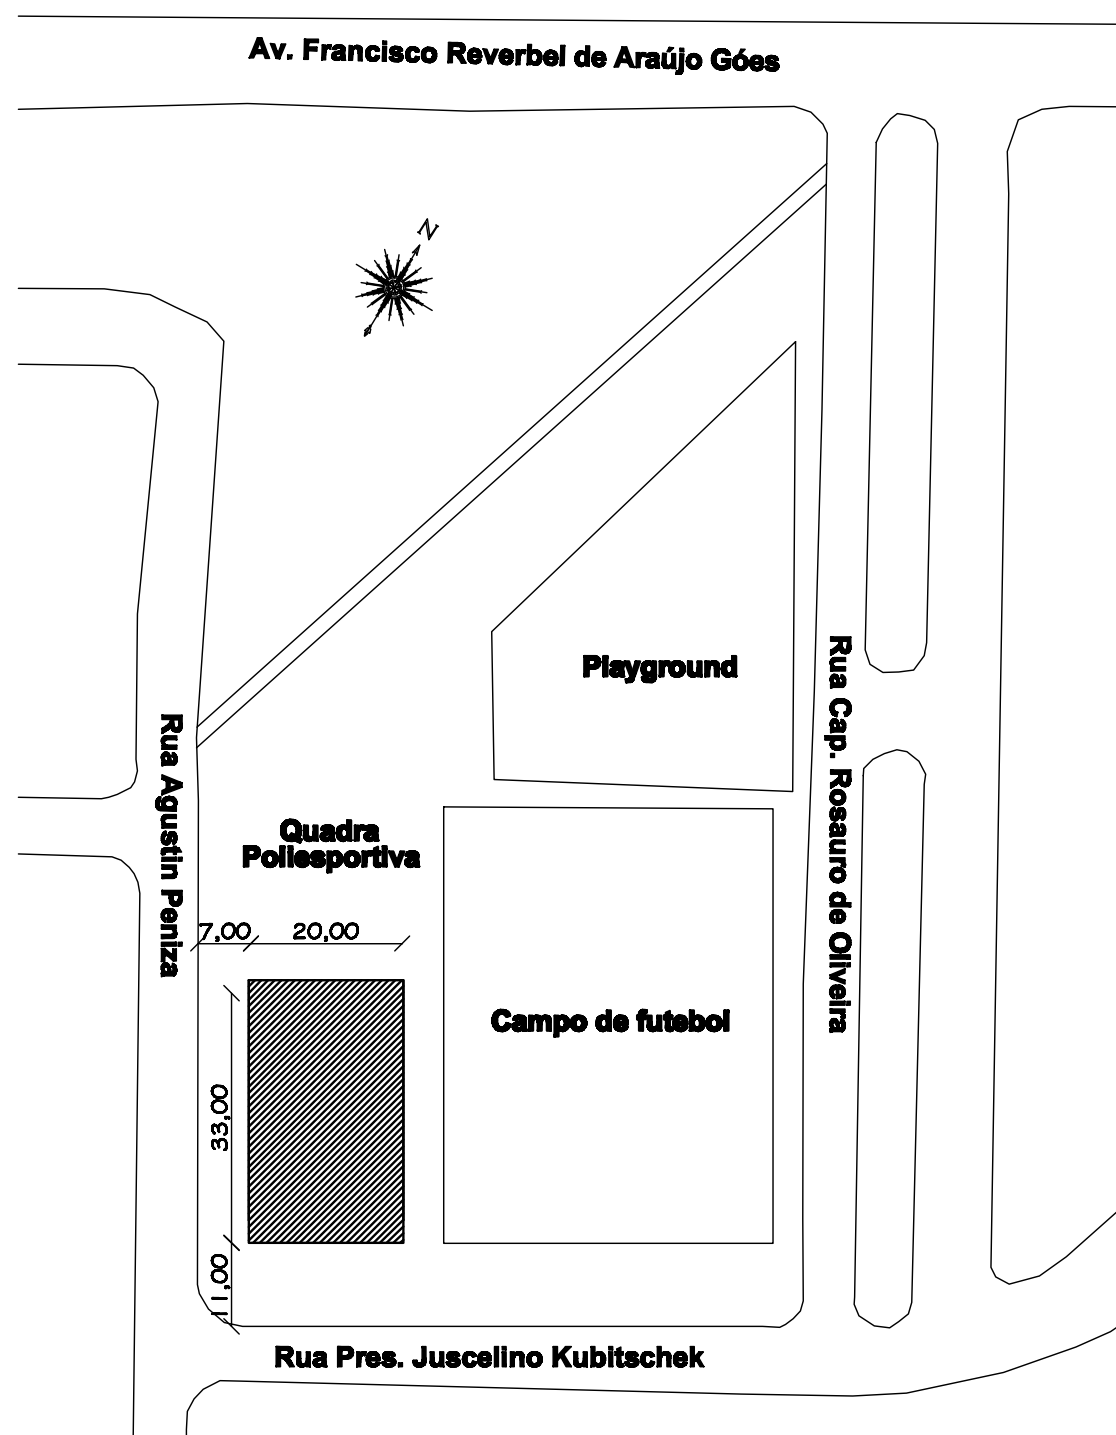 Av. Francisco Reverbel de Araújo Góes
N
Playground
Rua Cap. Rosauro de Oliveira
Rua Agustin Peniza
Quadra
Poliesportiva
7,00
20,00
Campo de futebol
33,00
11,00
Rua Pres. Juscelino Kubitschek